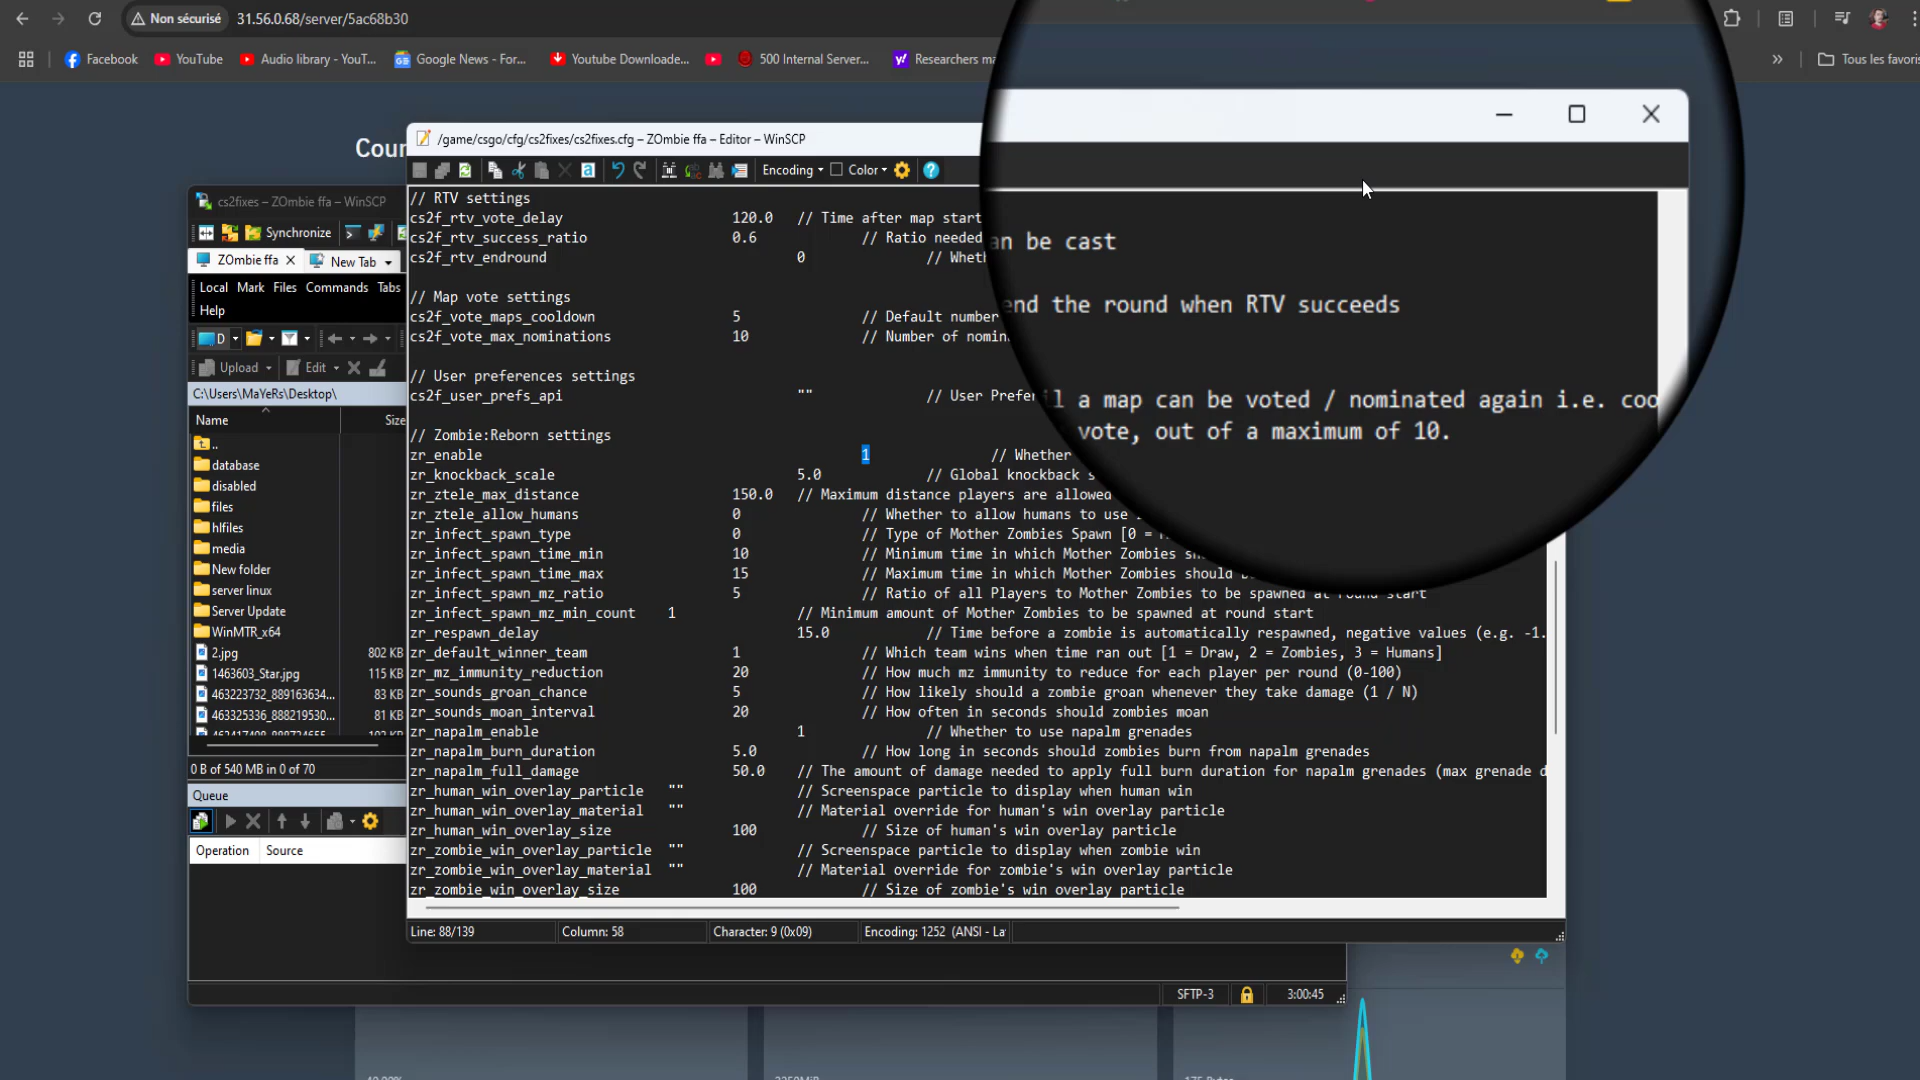 Non sécurisé 31.56.0.68/server/5ac68b30
Facebook YouTube Audio library - YouT... Google News - For... Youtube Downloade... 500 Internal Server... Researchers ma Tous les favoris
Cour
/game/csgo/cfg/cs2fixes/cs2fixes.cfg – ZOmbie ffa – Editor – WinSCP
Encoding Color
cs2fixes – ZOmbie ffa – WinSCP
Synchronize
ZOmbie ffa New Tab
Local Mark Files Commands Tabs
Help
D
Upload Edit
C:\Users\MaYeRs\Desktop\
Name Size
..
database
disabled
files
hlfiles
media
New folder
server linux
Server Update
WinMTR_x64
2.jpg 802 KB
1463603_Star.jpg 115 KB
463223732_889163634... 83 KB
463325336_888219530... 81 KB
0 B of 540 MB in 0 of 70
Queue
Operation Source
// RTV settings
cs2f_rtv_vote_delay 120.0 // Time after map start
cs2f_rtv_success_ratio 0.6 // Ratio needed
cs2f_rtv_endround 0 // Wheth
// Map vote settings
cs2f_vote_maps_cooldown 5 // Default number
cs2f_vote_max_nominations 10 // Number of nomin
// User preferences settings
cs2f_user_prefs_api "" // User Prefer
// Zombie:Reborn settings
zr_enable 1 // Whether
zr_knockback_scale 5.0 // Global knockback s
zr_ztele_max_distance 150.0 // Maximum distance players are allowed
zr_ztele_allow_humans 0 // Whether to allow humans to use
zr_infect_spawn_type 0 // Type of Mother Zombies Spawn [0 =
zr_infect_spawn_time_min 10 // Minimum time in which Mother Zombies sh
zr_infect_spawn_time_max 15 // Maximum time in which Mother Zombies should
zr_infect_spawn_mz_ratio 5 // Ratio of all Players to Mother Zombies to be spawned at round start
zr_infect_spawn_mz_min_count 1 // Minimum amount of Mother Zombies to be spawned at round start
zr_respawn_delay 15.0 // Time before a zombie is automatically respawned, negative values (e.g. -1.
zr_default_winner_team 1 // Which team wins when time ran out [1 = Draw, 2 = Zombies, 3 = Humans]
zr_mz_immunity_reduction 20 // How much mz immunity to reduce for each player per round (0-100)
zr_sounds_groan_chance 5 // How likely should a zombie groan whenever they take damage (1 / N)
zr_sounds_moan_interval 20 // How often in seconds should zombies moan
zr_napalm_enable 1 // Whether to use napalm grenades
zr_napalm_burn_duration 5.0 // How long in seconds should zombies burn from napalm grenades
zr_napalm_full_damage 50.0 // The amount of damage needed to apply full burn duration for napalm grenades (max grenade d
zr_human_win_overlay_particle "" // Screenspace particle to display when human win
zr_human_win_overlay_material "" // Material override for human's win overlay particle
zr_human_win_overlay_size 100 // Size of human's win overlay particle
zr_zombie_win_overlay_particle "" // Screenspace particle to display when zombie win
zr_zombie_win_overlay_material "" // Material override for zombie's win overlay particle
zr_zombie_win_overlay_size 100 // Size of zombie's win overlay particle
an be cast
end the round when RTV succeeds
l a map can be voted / nominated again i.e. coo
vote, out of a maximum of 10.
Line: 88/139 Column: 58 Character: 9 (0x09) Encoding: 1252 (ANSI - La
SFTP-3 3:00:45